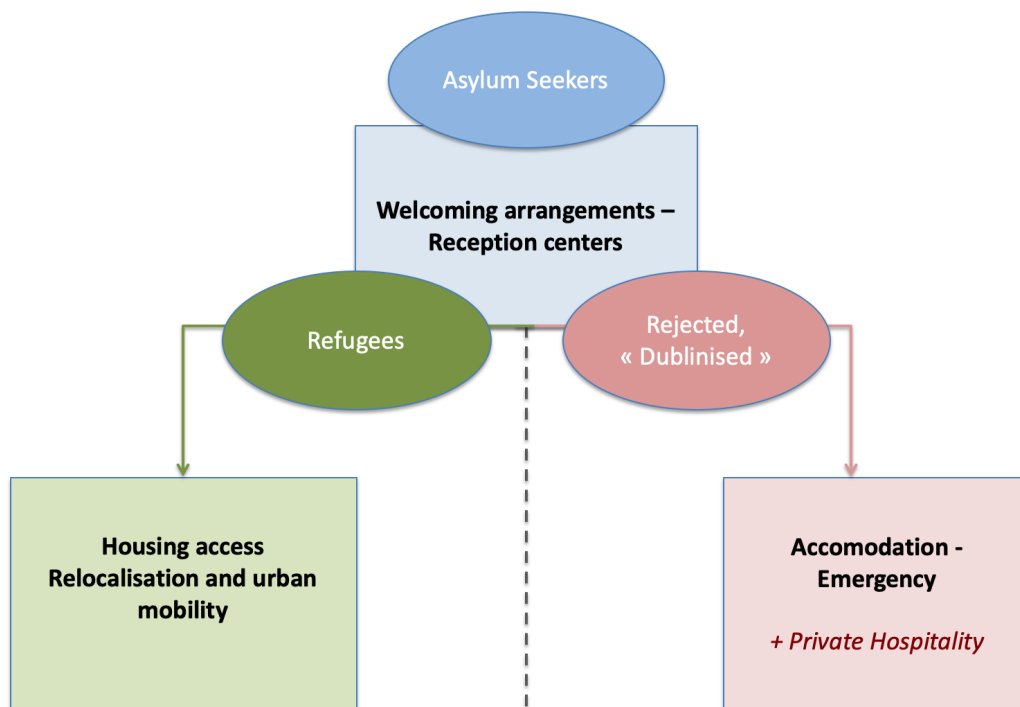 Asylum Seekers
Welcoming arrangements –
Reception centers
Refugees
Rejected,
« Dublinised »
Housing access
Relocalisation and urban
mobility
Accomodation -
Emergency
+ Private Hospitality